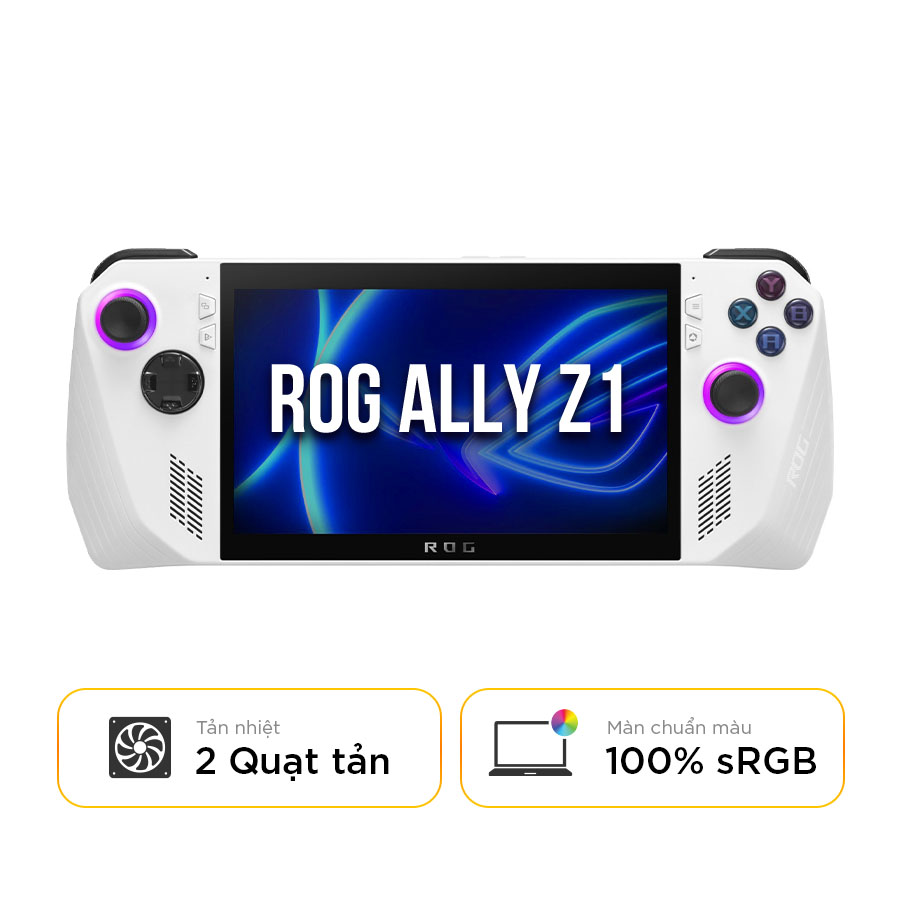 Y
X
B
A
ROG ALLY Z1
ROG
ROG
Tản nhiệt
2 Quạt tản
Màn chuẩn màu
100% sRGB